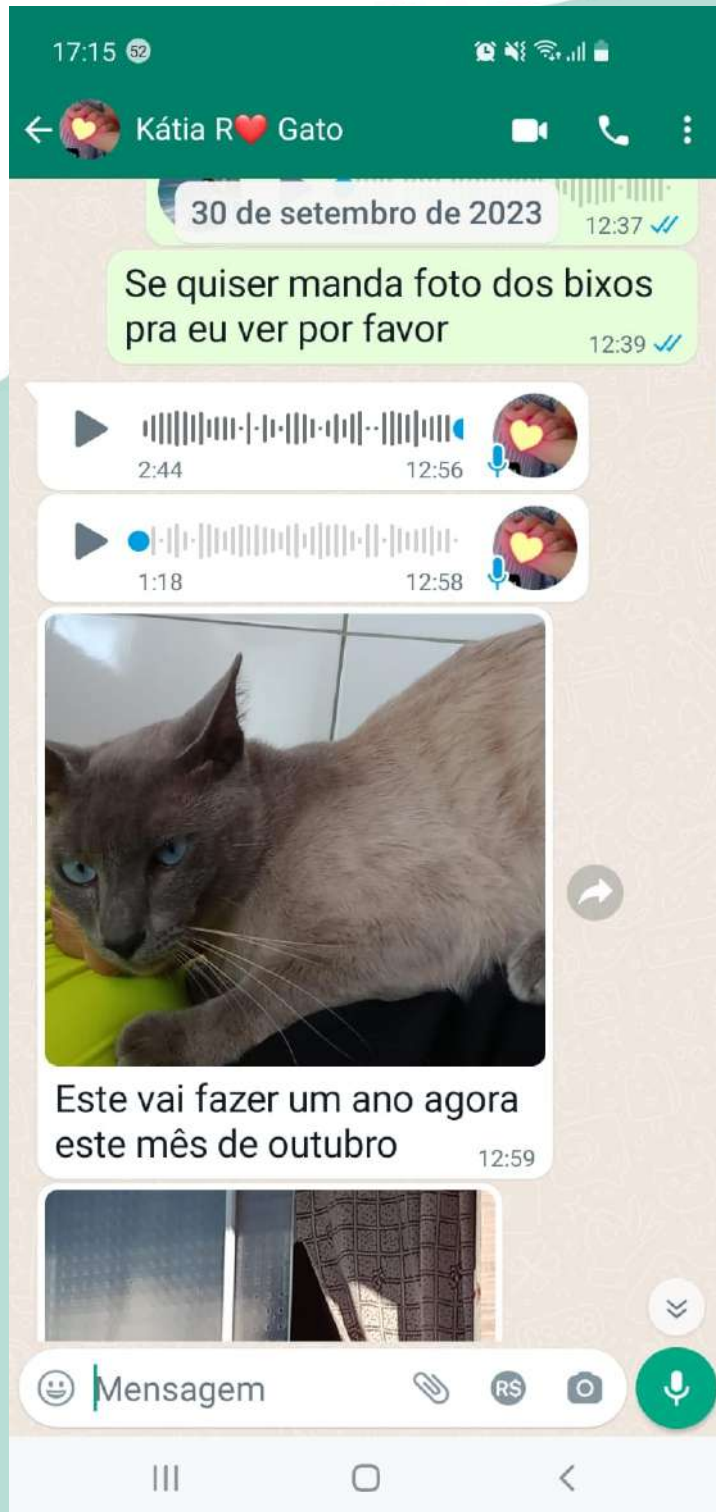 17:15 52
Kátia R❤️ Gato
30 de setembro de 2023
12:37
Se quiser manda foto dos bixos
pra eu ver por favor
12:39
2:44 12:56
1:18 12:58
Este vai fazer um ano agora
este mês de outubro
12:59
Mensagem R$